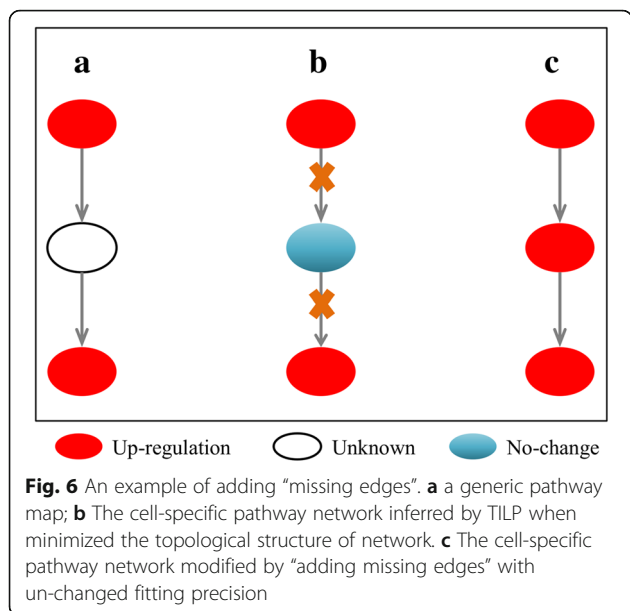 a b c
Up-regulation Unknown No-change
Fig. 6 An example of adding “missing edges”. a a generic pathway
map; b The cell-specific pathway network inferred by TILP when
minimized the topological structure of network. c The cell-specific
pathway network modified by “adding missing edges” with
un-changed fitting precision